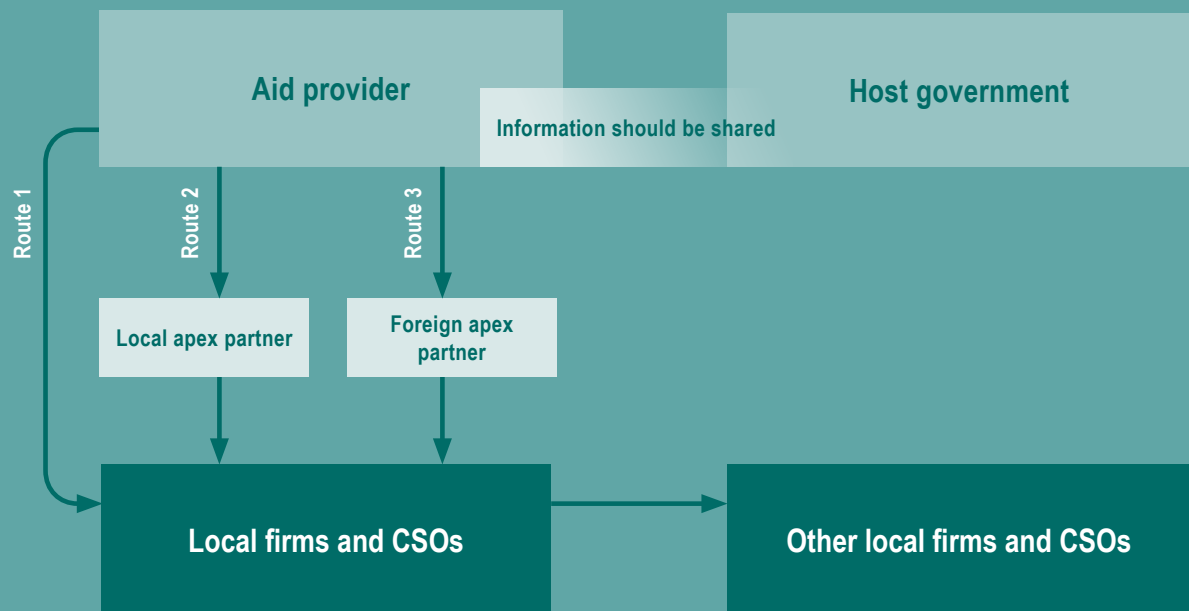 Aid provider
Host government
Information should be shared
Route 1
Route 2
Route 3
Local apex partner
Foreign apex
partner
Local firms and CSOs
Other local firms and CSOs